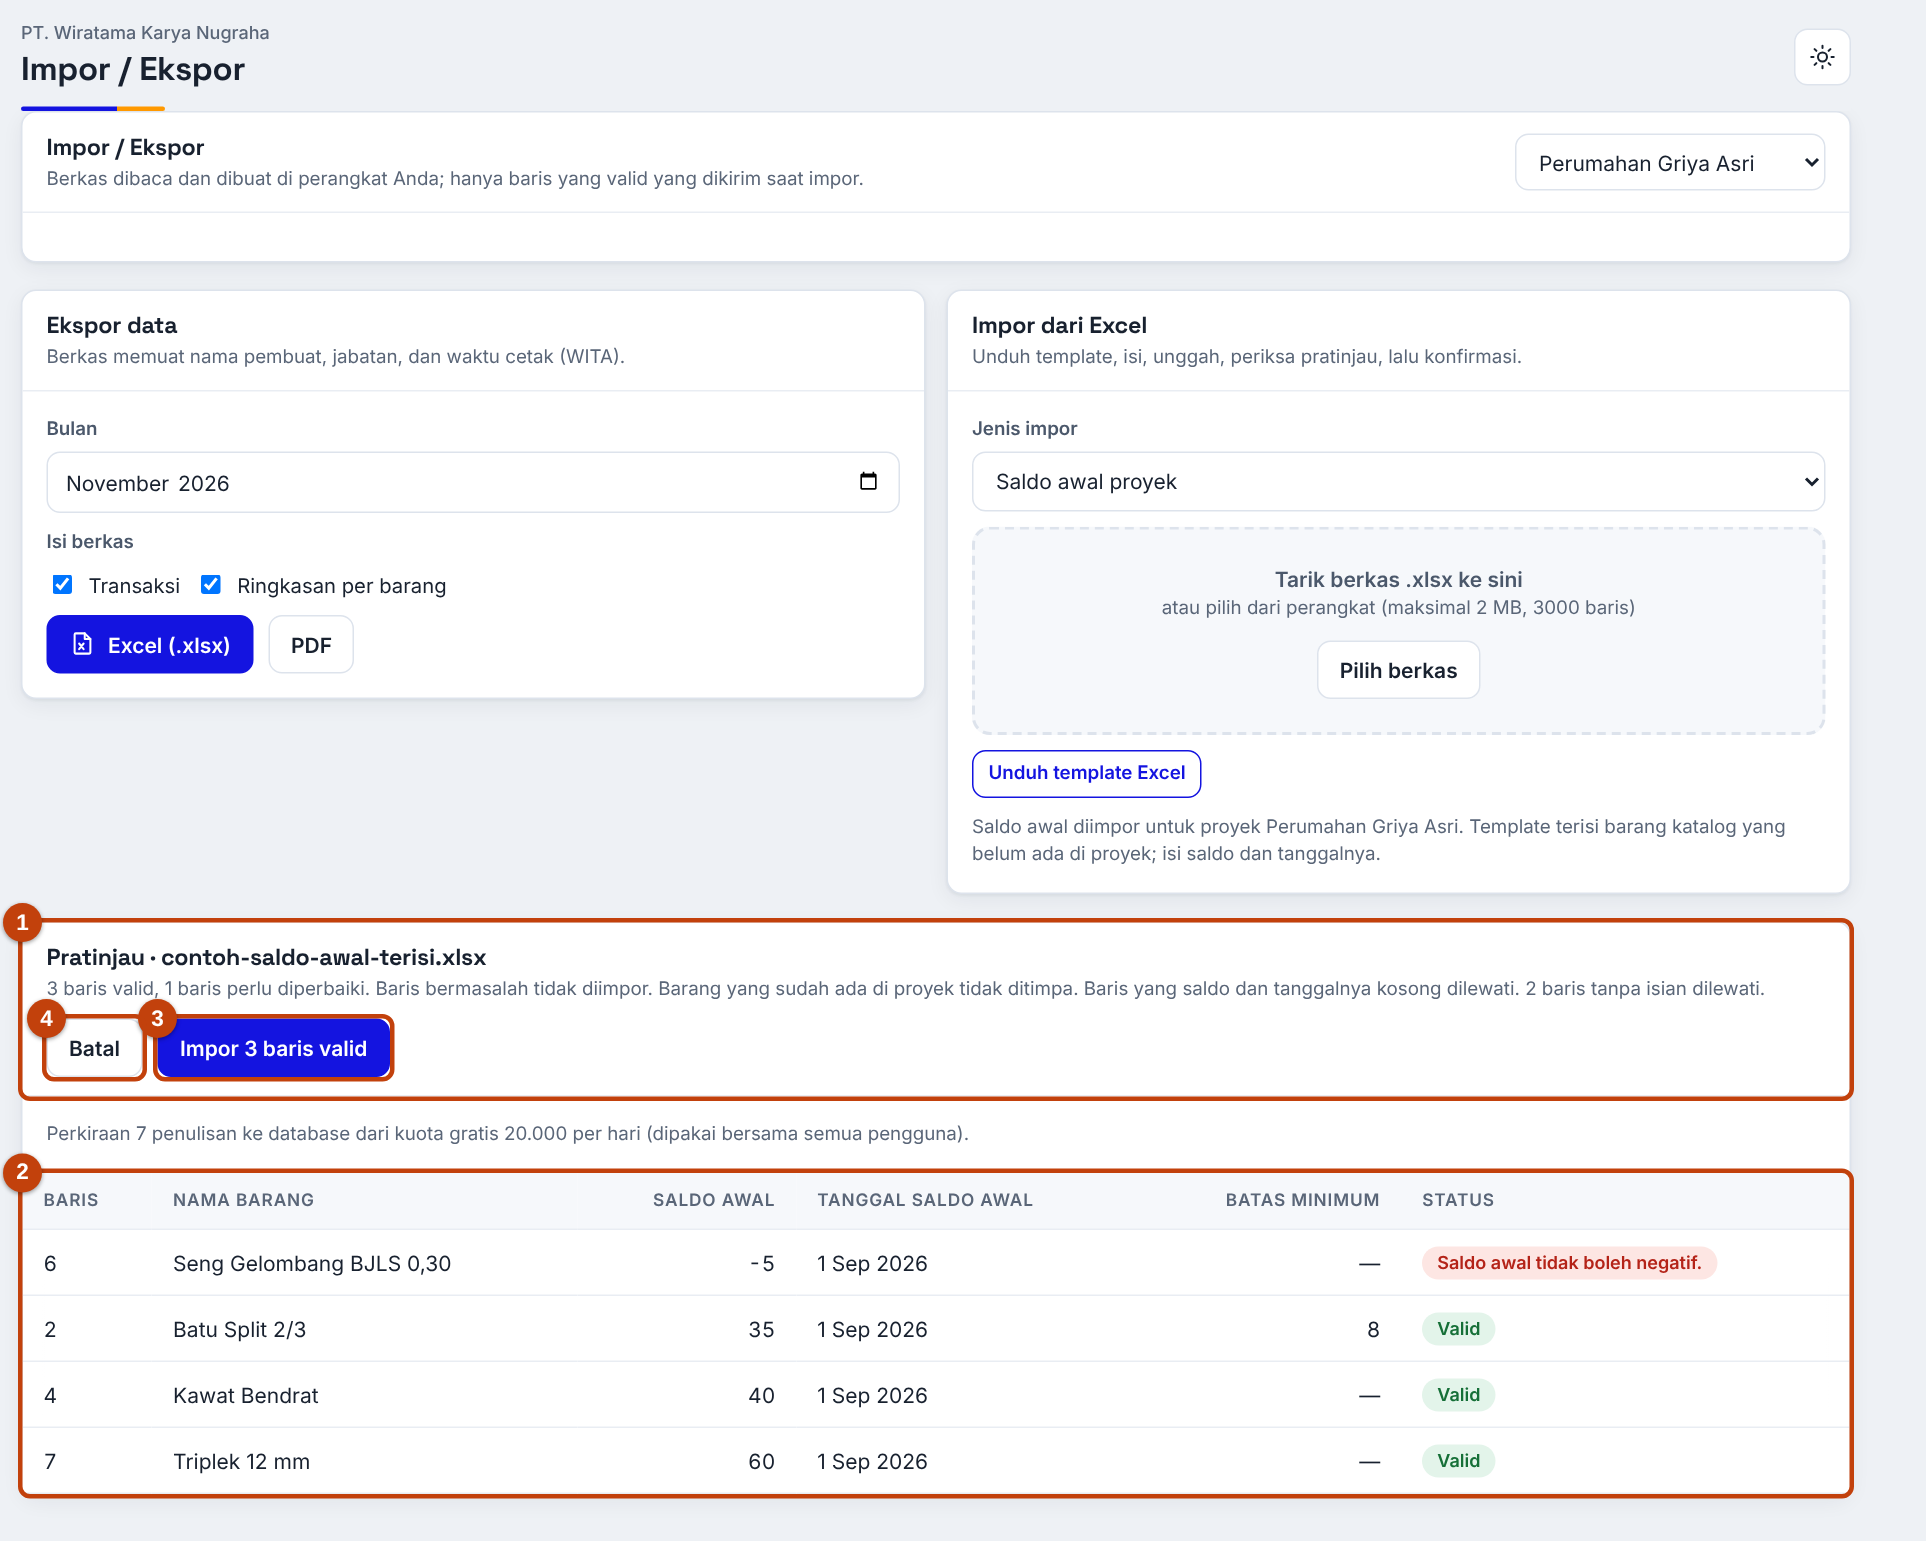 PT. Wiratama Karya Nugraha
Impor / Ekspor
Impor / Ekspor
Berkas dibaca dan dibuat di perangkat Anda; hanya baris yang valid yang dikirim saat impor.
Perumahan Griya Asri
Ekspor data
Berkas memuat nama pembuat, jabatan, dan waktu cetak (WITA).
Bulan
November 2026
Isi berkas
Transaksi
Ringkasan per barang
Excel (.xlsx)
PDF
Impor dari Excel
Unduh template, isi, unggah, periksa pratinjau, lalu konfirmasi.
Jenis impor
Saldo awal proyek
Tarik berkas .xlsx ke sini
atau pilih dari perangkat (maksimal 2 MB, 3000 baris)
Pilih berkas
Unduh template Excel
Saldo awal diimpor untuk proyek Perumahan Griya Asri. Template terisi barang katalog yang
belum ada di proyek; isi saldo dan tanggalnya.
1
Pratinjau · contoh-saldo-awal-terisi.xlsx
3 baris valid, 1 baris perlu diperbaiki. Baris bermasalah tidak diimpor. Barang yang sudah ada di proyek tidak ditimpa. Baris yang saldo dan tanggalnya kosong dilewati. 2 baris tanpa isian dilewati.
4
Batal
3
Impor 3 baris valid
Perkiraan 7 penulisan ke database dari kuota gratis 20.000 per hari (dipakai bersama semua pengguna).
2
BARIS NAMA BARANG SALDO AWAL TANGGAL SALDO AWAL BATAS MINIMUM STATUS
6 Seng Gelombang BJLS 0,30 -5 1 Sep 2026 — Saldo awal tidak boleh negatif.
2 Batu Split 2/3 35 1 Sep 2026 8 Valid
4 Kawat Bendrat 40 1 Sep 2026 — Valid
7 Triplek 12 mm 60 1 Sep 2026 — Valid